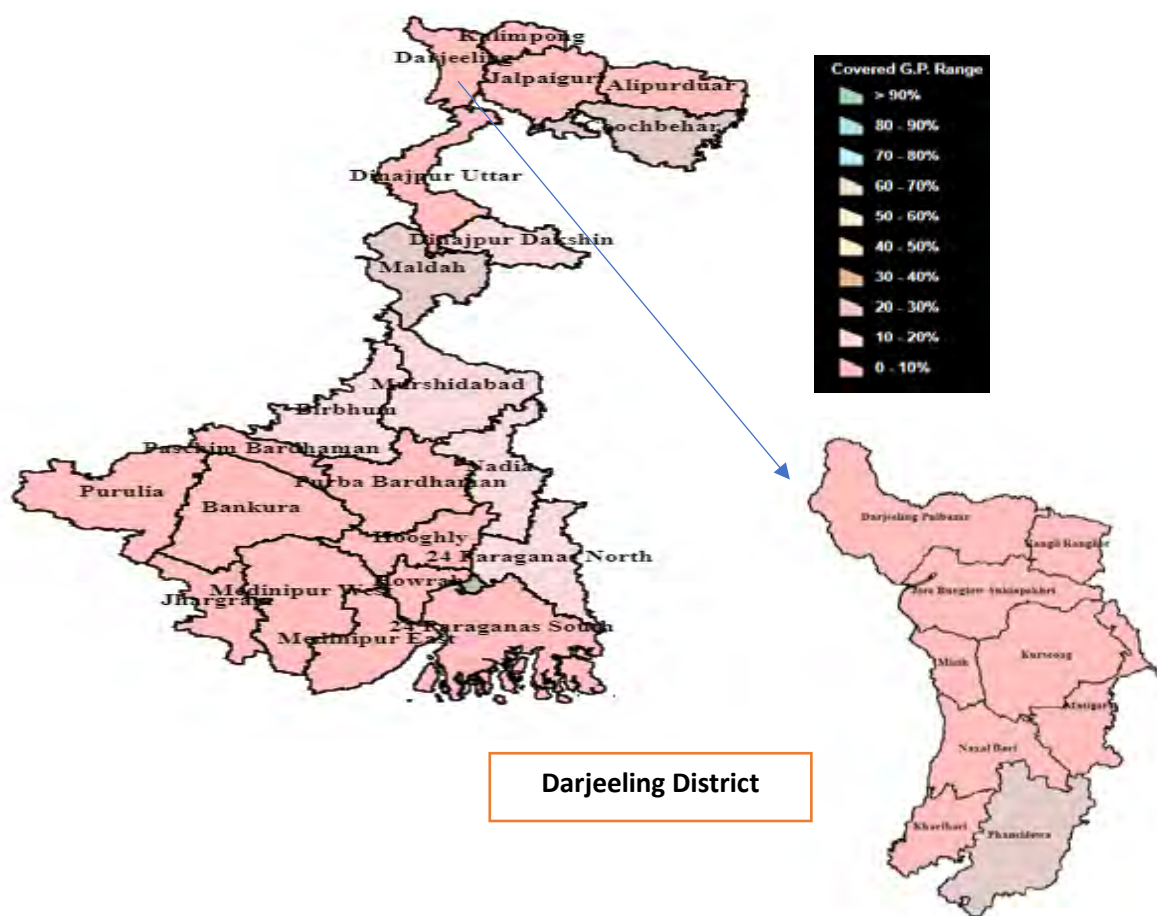 Kalimpong
Darjeeling
Jalpaiguri
Alipurduar
Cochbehar
Dinajpur Uttar
Dinajpur Dakshin
Maldah
Murshidabad
Birbhum
Paschim Bardhaman
Nadia
Purba Bardhaman
Purulia
Bankura
Hooghly
24 Paraganas North
Howrah
Medinipur West
Jhargram
24 Paraganas South
Medinipur East
Covered G.P. Range
> 90%
80 - 90%
70 - 80%
60 - 70%
50 - 60%
40 - 50%
30 - 40%
20 - 30%
10 - 20%
0 - 10%
Darjeeling Pulbazar
Jore Bunglow Sukiapokhri
Mirik
Kurseong
Matigara
Naxal Bari
Kharibari
Phansidewa
Darjeeling District